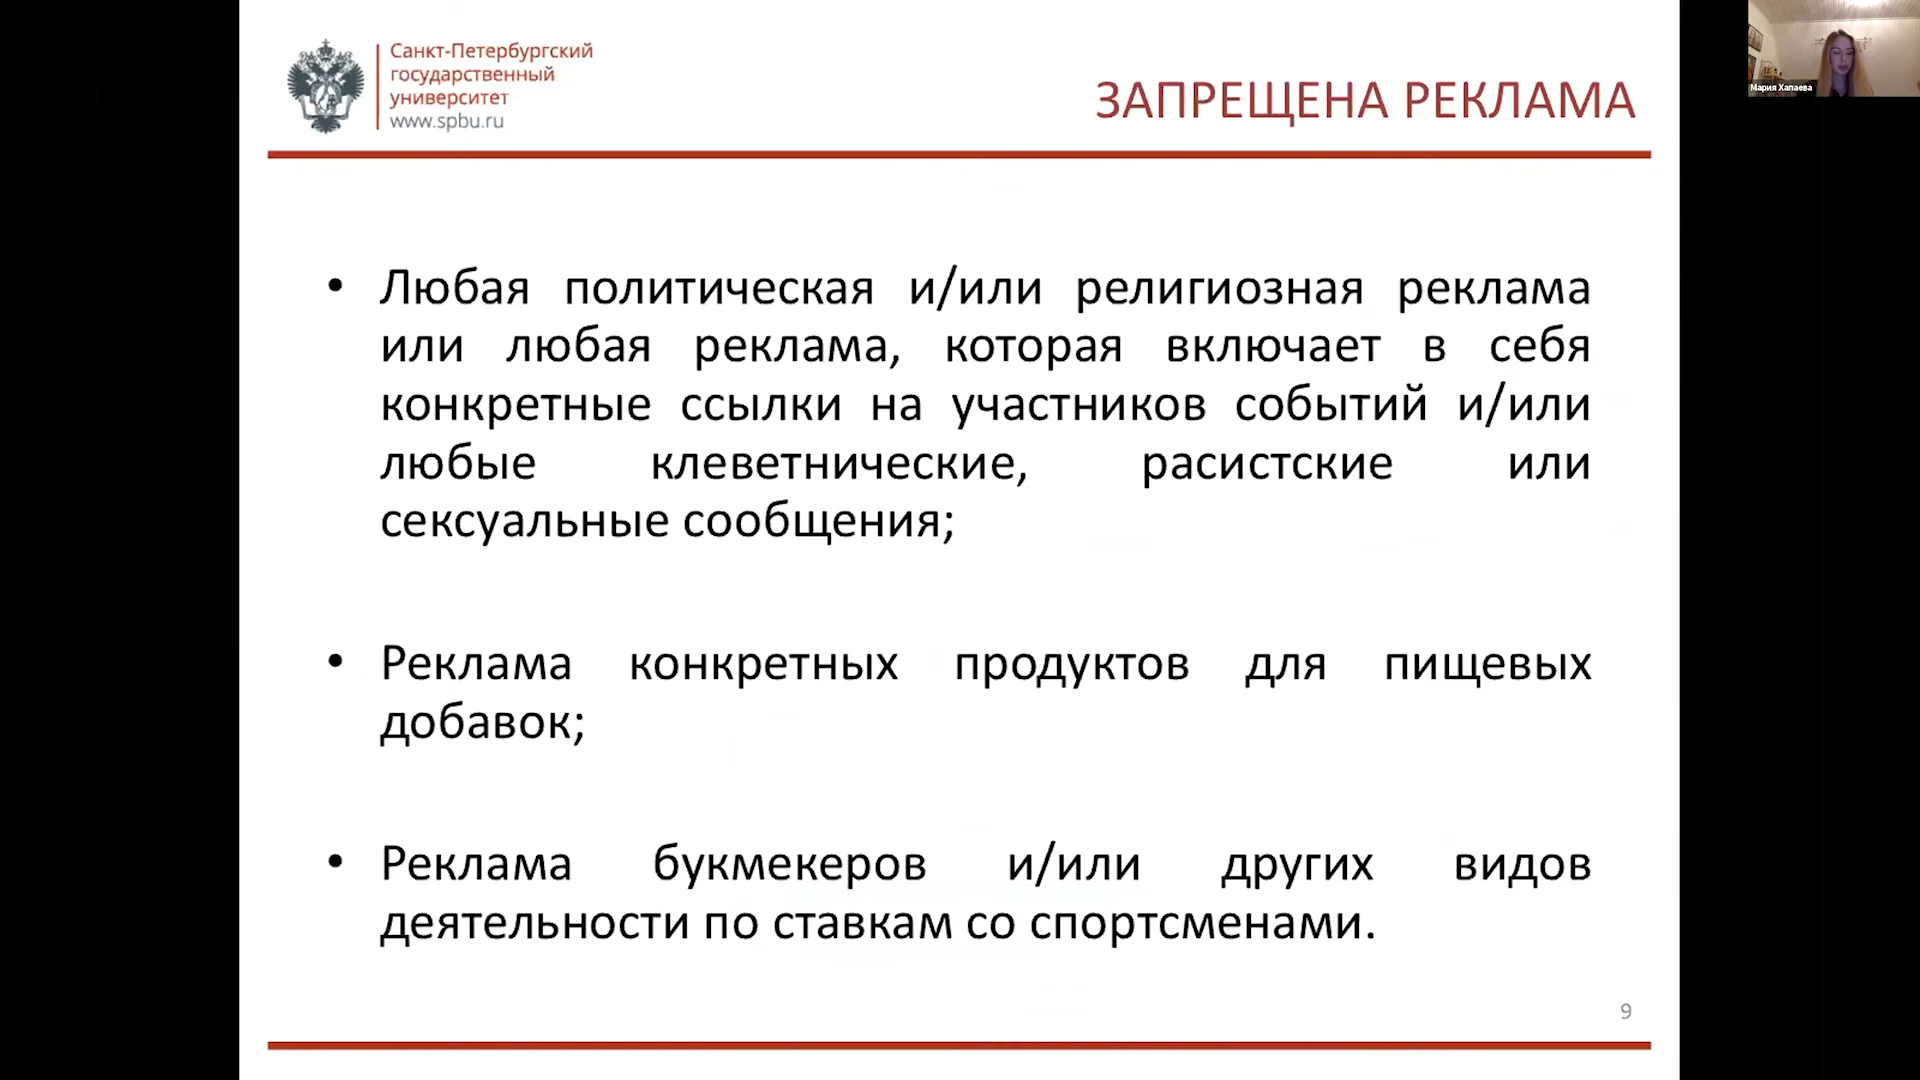 Санкт-Петербургский
государственный
университет
www.spbu.ru
ЗАПРЕЩЕНА РЕКЛАМА
Мария Хапаева
• Любая политическая и/или религиозная реклама
или любая реклама, которая включает в себя
конкретные ссылки на участников событий и/или
любые клеветнические, расистские или
сексуальные сообщения;
• Реклама конкретных продуктов для пищевых
добавок;
• Реклама букмекеров и/или других видов
деятельности по ставкам со спортсменами.
9